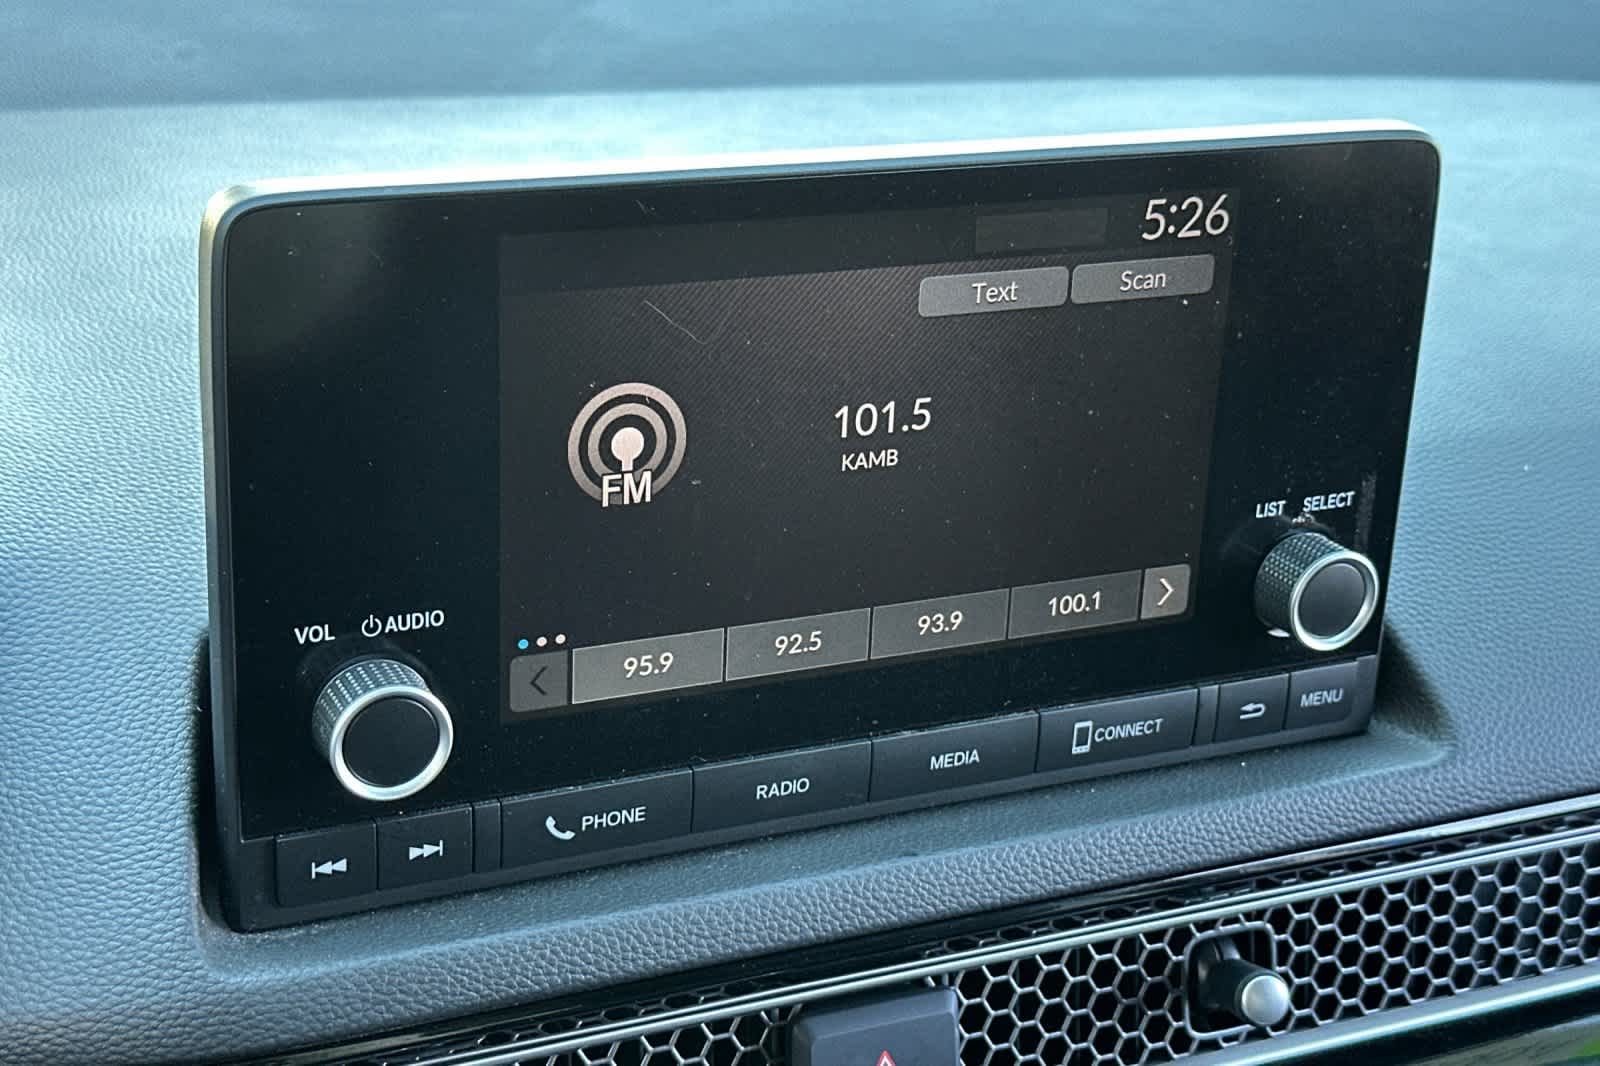 5:26
Text Scan
101.5
KAMB
FM
LIST SELECT
VOL AUDIO
95.9 92.5 93.9 100.1
PHONE RADIO MEDIA CONNECT MENU